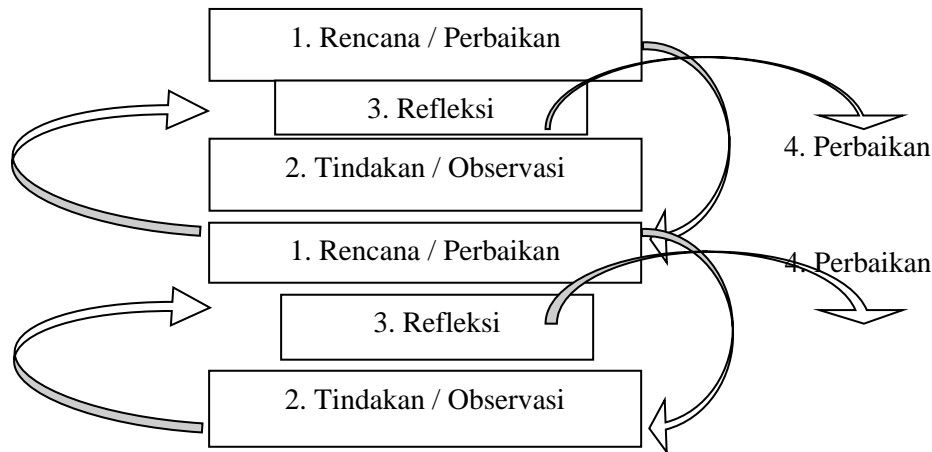 1. Rencana / Perbaikan
3. Refleksi
4. Perbaikan
2. Tindakan / Observasi
1. Rencana / Perbaikan
4. Perbaikan
3. Refleksi
2. Tindakan / Observasi